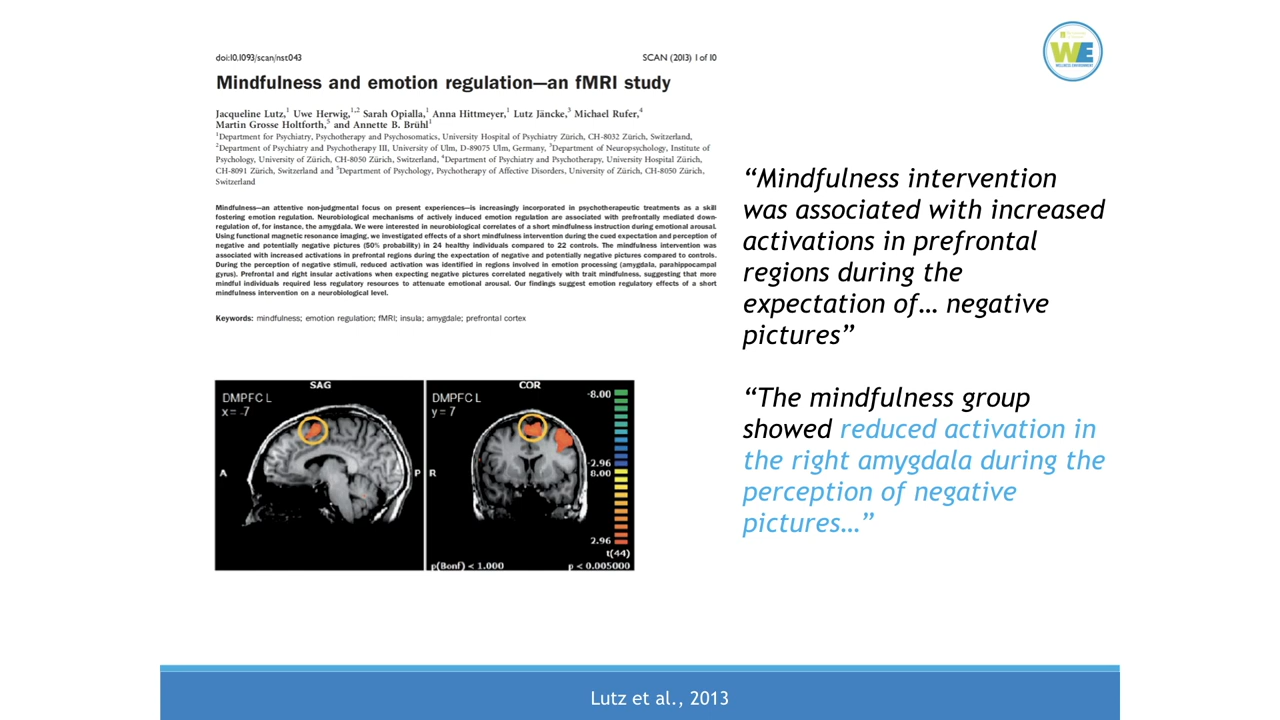 doi:10.1093/scan/nst043
SCAN (2013) 1 of 10
Mindfulness and emotion regulation—an fMRI study
Jacqueline Lutz,1 Uwe Herwig,1,2 Sarah Opialla,1 Anna Hittmeyer,1 Lutz Jäncke,3 Michael Rufer,4
Martin Grosse Holtforth,5 and Annette B. Brühl1
1Department for Psychiatry, Psychotherapy and Psychosomatics, University Hospital of Psychiatry Zürich, CH-8032 Zürich, Switzerland,
2Department of Psychiatry and Psychotherapy III, University of Ulm, D-89075 Ulm, Germany, 3Department of Neuropsychology, Institute of
Psychology, University of Zürich, CH-8050 Zürich, Switzerland, 4Department of Psychiatry and Psychotherapy, University Hospital Zürich,
CH-8091 Zürich, Switzerland and 5Department of Psychology, Psychotherapy of Affective Disorders, University of Zürich, CH-8050 Zürich,
Switzerland
Mindfulness—an attentive non-judgmental focus on present experiences—is increasingly incorporated in psychotherapeutic treatments as a skill
fostering emotion regulation. Neurobiological mechanisms of actively induced emotion regulation are associated with prefrontally mediated down-
regulation of, for instance, the amygdala. We were interested in neurobiological correlates of a short mindfulness instruction during emotional arousal.
Using functional magnetic resonance imaging, we investigated effects of a short mindfulness intervention during the cued expectation and perception of
negative and potentially negative pictures (50% probability) in 24 healthy individuals compared to 22 controls. The mindfulness intervention was
associated with increased activations in prefrontal regions during the expectation of negative and potentially negative pictures compared to controls.
During the perception of negative stimuli, reduced activation was identified in regions involved in emotion processing (amygdala, parahippocampal
gyrus). Prefrontal and right insular activations when expecting negative pictures correlated negatively with trait mindfulness, suggesting that more
mindful individuals required less regulatory resources to attenuate emotional arousal. Our findings suggest emotion regulatory effects of a short
mindfulness intervention on a neurobiological level.
Keywords: mindfulness; emotion regulation; fMRI; insula; amygdale; prefrontal cortex
SAG
DMPFC L
x = -7
A
P
COR
DMPFC L
y = 7
R
-8.00
-2.96
8.00
2.96
t(44)
p(Bonf) < 1.000
p < 0.005000
WE
WELLNESS ENVIRONMENT
“Mindfulness intervention
was associated with increased
activations in prefrontal
regions during the
expectation of… negative
pictures”
“The mindfulness group
showed reduced activation in
the right amygdala during the
perception of negative
pictures…”
Lutz et al., 2013